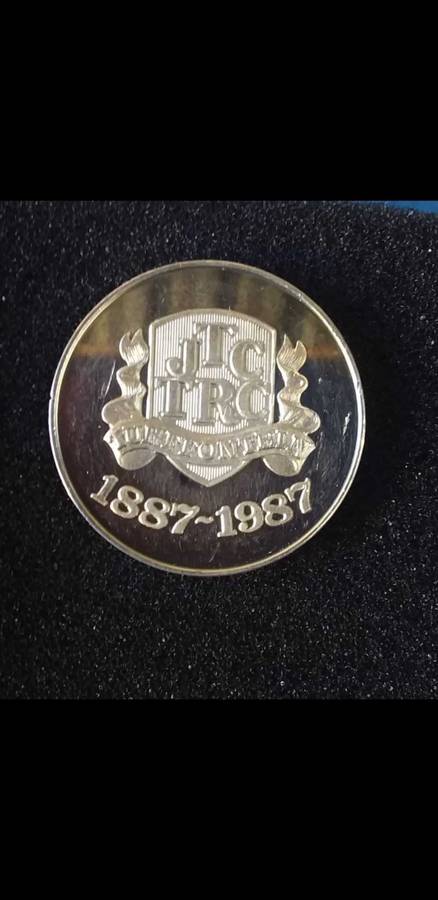 JTC
TRC
TURFFONTEIN
1887~1987